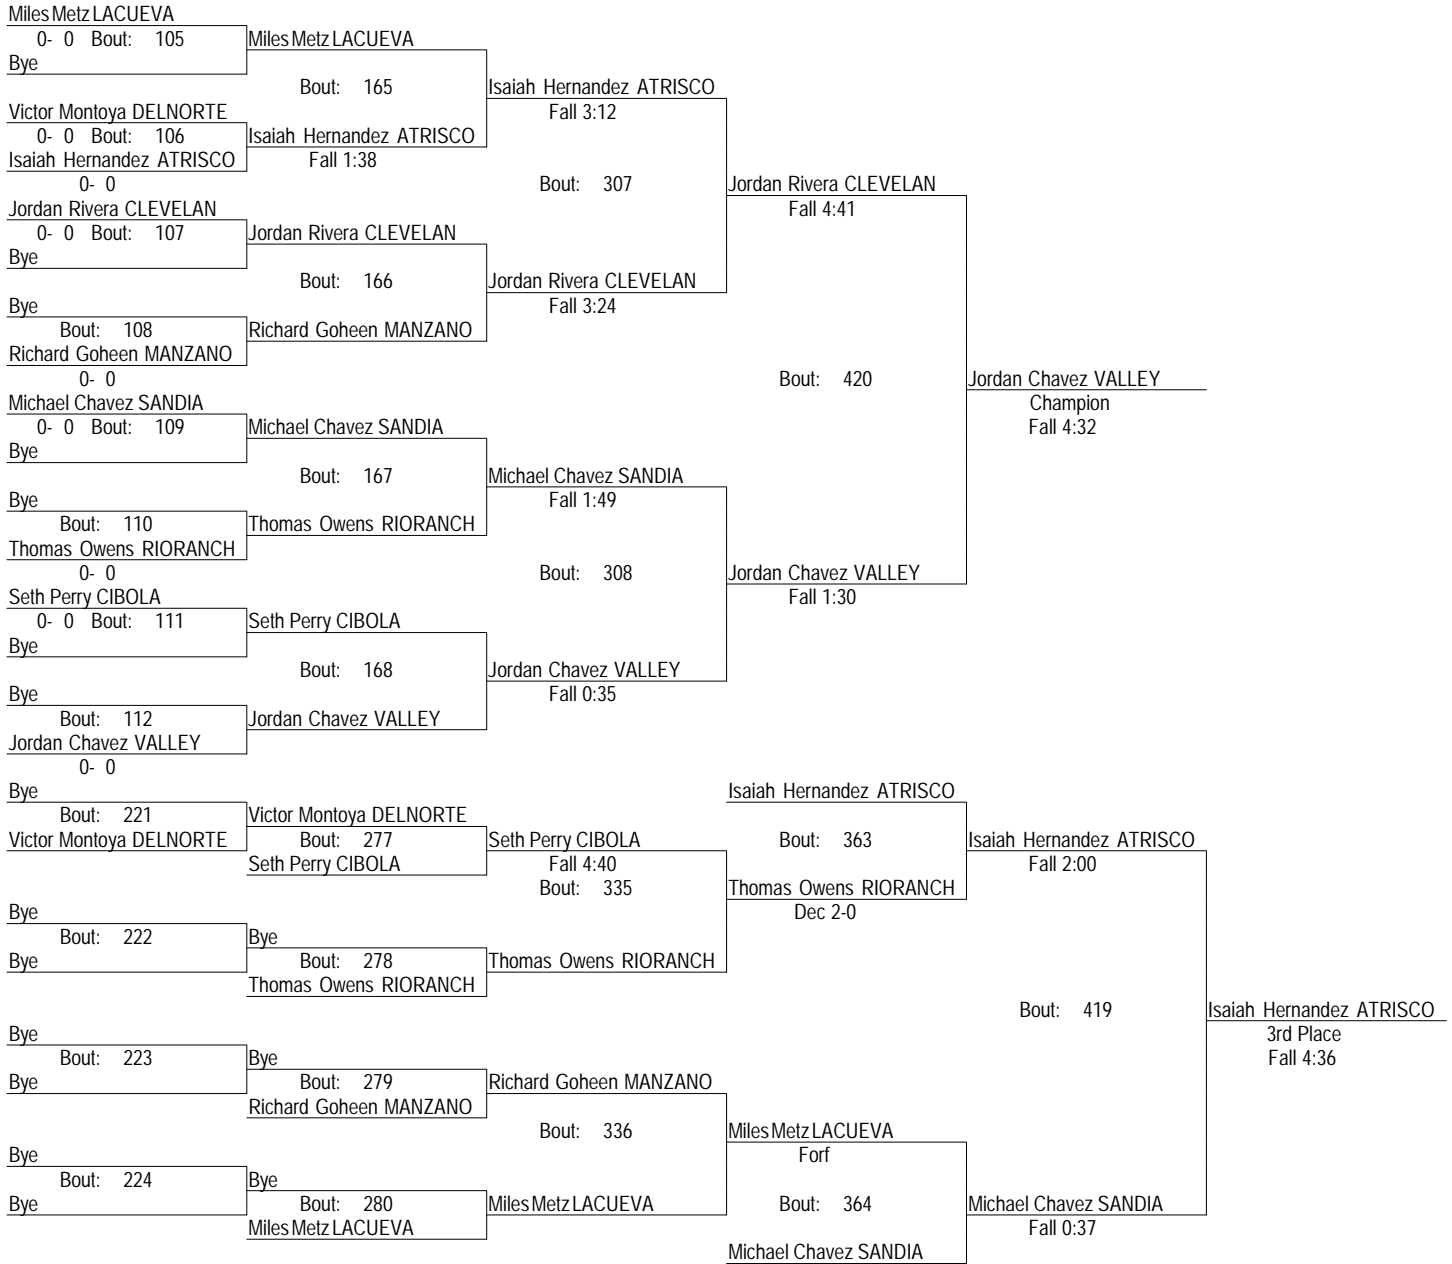 Miles Metz LACUEVA
0- 0 Bout: 105 Miles Metz LACUEVA
Bye
Bout: 165 Isaiah Hernandez ATRISCO
Victor Montoya DELNORTE Fall 3:12
0- 0 Bout: 106 Isaiah Hernandez ATRISCO
Isaiah Hernandez ATRISCO Fall 1:38
0- 0 Bout: 307 Jordan Rivera CLEVELAN
Jordan Rivera CLEVELAN Fall 4:41
0- 0 Bout: 107 Jordan Rivera CLEVELAN
Bye
Bout: 166 Jordan Rivera CLEVELAN
Bye Fall 3:24
Bout: 108 Richard Goheen MANZANO
Richard Goheen MANZANO
0- 0 Bout: 420 Jordan Chavez VALLEY
Michael Chavez SANDIA Champion
0- 0 Bout: 109 Michael Chavez SANDIA Fall 4:32
Bye
Bout: 167 Michael Chavez SANDIA
Bye Fall 1:49
Bout: 110 Thomas Owens RIORANCH
Thomas Owens RIORANCH
0- 0 Bout: 308 Jordan Chavez VALLEY
Seth Perry CIBOLA Fall 1:30
0- 0 Bout: 111 Seth Perry CIBOLA
Bye
Bout: 168 Jordan Chavez VALLEY
Bye Fall 0:35
Bout: 112 Jordan Chavez VALLEY
Jordan Chavez VALLEY
0- 0
Bye Isaiah Hernandez ATRISCO
Bout: 221 Victor Montoya DELNORTE
Victor Montoya DELNORTE Bout: 277 Seth Perry CIBOLA Bout: 363 Isaiah Hernandez ATRISCO
Seth Perry CIBOLA Fall 4:40 Fall 2:00
Bout: 335 Thomas Owens RIORANCH
Bye Dec 2-0
Bout: 222 Bye
Bye Bout: 278 Thomas Owens RIORANCH
Thomas Owens RIORANCH
Bout: 419 Isaiah Hernandez ATRISCO
Bye 3rd Place
Bout: 223 Bye Fall 4:36
Bye Bout: 279 Richard Goheen MANZANO
Richard Goheen MANZANO
Bout: 336 Miles Metz LACUEVA
Bye Forf
Bout: 224 Bye
Bye Bout: 280 Miles Metz LACUEVA Bout: 364 Michael Chavez SANDIA
Miles Metz LACUEVA Fall 0:37
Michael Chavez SANDIA